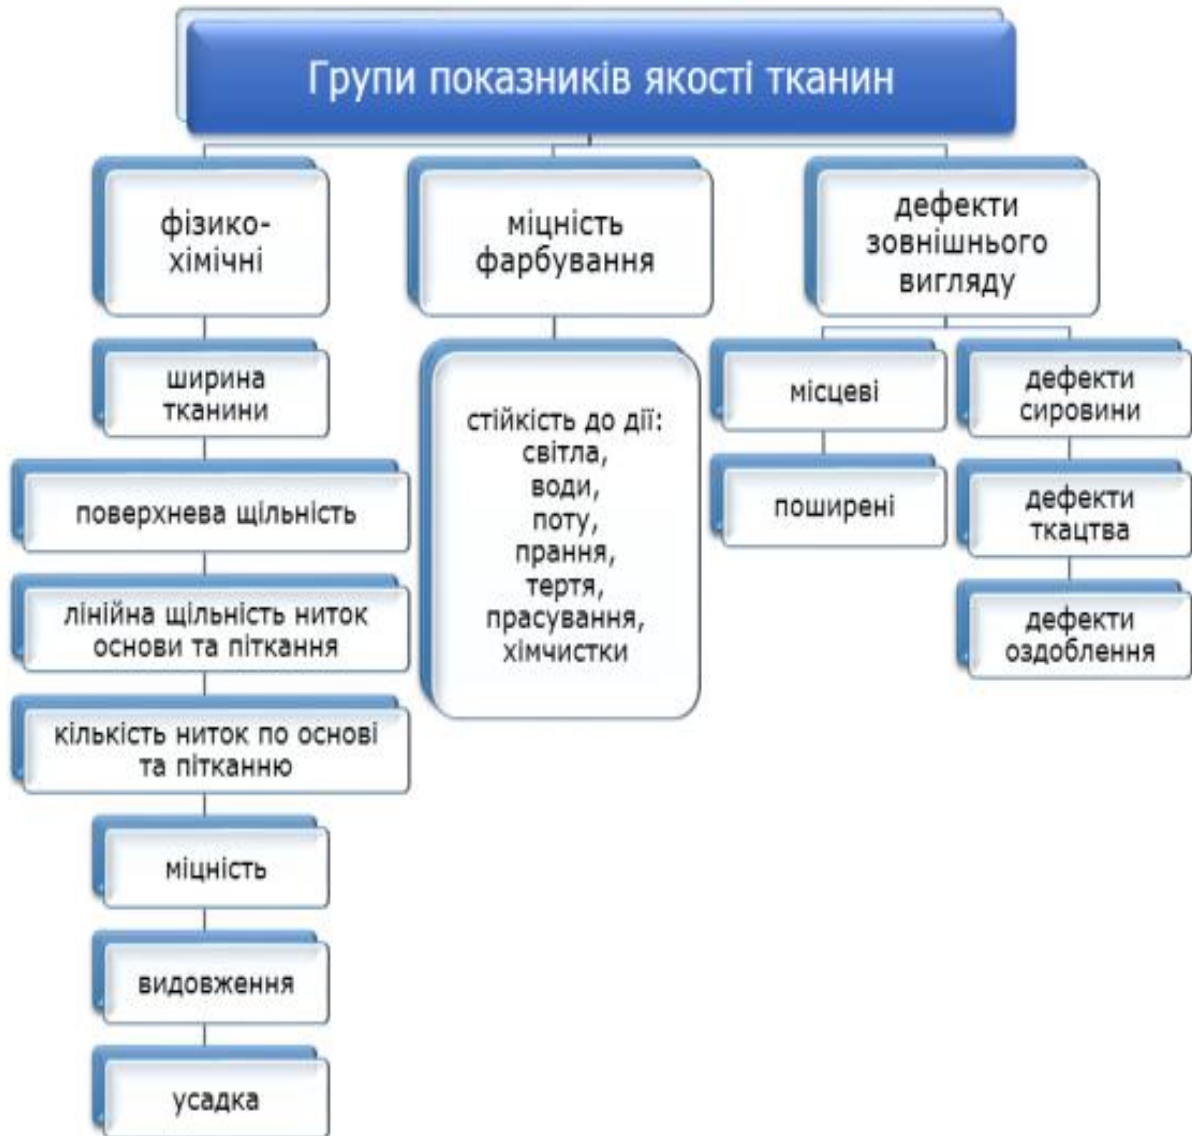 Групи показників якості тканин
фізико-
хімічні
ширина
тканини
поверхнева щільність
лінійна щільність ниток
основи та піткання
кількість ниток по основі
та пітканню
міцність
видовження
усадка
міцність
фарбування
стійкість до дії:
світла,
води,
поту,
прання,
тертя,
прасування,
хімчистки
дефекти
зовнішнього
вигляду
місцеві
поширені
дефекти
сировини
дефекти
ткацтва
дефекти
оздоблення